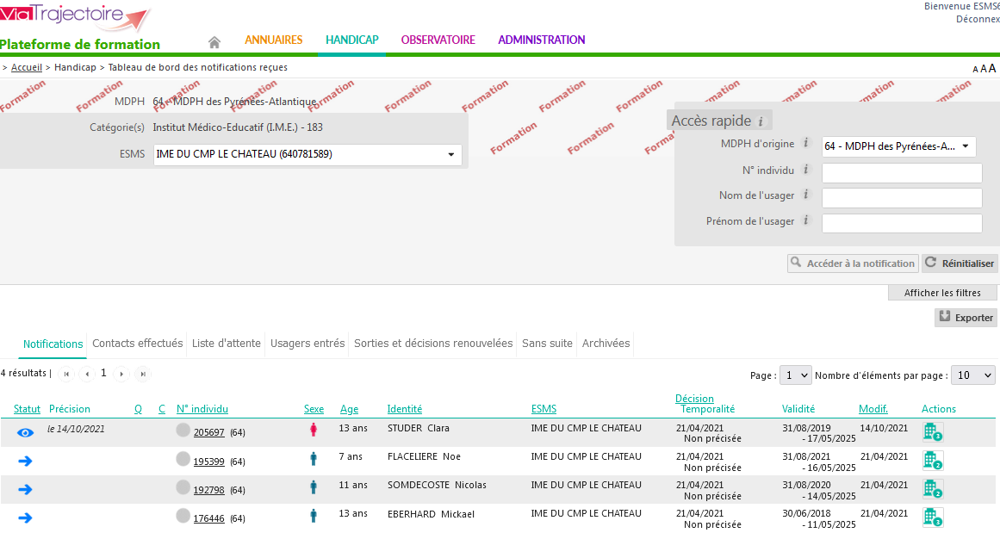 ViaTrajectoire
Bienvenue ESMS6
Déconnex
Plateforme de formation
ANNUAIRES HANDICAP OBSERVATOIRE ADMINISTRATION
> Accueil > Handicap > Tableau de bord des notifications reçues
A A A
Formation Formation Formation Formation Formation Formation Formation Formation Formation Formation Formation Formation
MDPH 64 - MDPH des Pyrénées-Atlantique
Catégorie(s) Institut Médico-Educatif (I.M.E.) - 183
ESMS IME DU CMP LE CHATEAU (640781589)
Formation Formation Forma
Accès rapide i
MDPH d'origine i 64 - MDPH des Pyrénées-A...
N° individu i
Nom de l'usager i
Prénom de l'usager i
Accéder à la notification Réinitialiser
Afficher les filtres
Exporter
Notifications Contacts effectués Liste d'attente Usagers entrés Sorties et décisions renouvelées Sans suite Archivées
4 résultats | 1
Page : 1 Nombre d'éléments par page : 10
Statut Précision Q C N° individu Sexe Age Identité ESMS Décision Temporalité Validité Modif. Actions
le 14/10/2021 205697 (64) 13 ans STUDER Clara IME DU CMP LE CHATEAU 21/04/2021 31/08/2019 14/10/2021 3
Non précisée - 17/05/2025
195399 (64) 7 ans FLACELIERE Noe IME DU CMP LE CHATEAU 21/04/2021 31/08/2021 21/04/2021 2
Non précisée - 16/05/2025
192798 (64) 11 ans SOMDECOSTE Nicolas IME DU CMP LE CHATEAU 21/04/2021 31/08/2020 21/04/2021 2
Non précisée - 14/05/2025
176446 (64) 13 ans EBERHARD Mickael IME DU CMP LE CHATEAU 21/04/2021 30/06/2018 21/04/2021 3
Non précisée - 11/05/2025